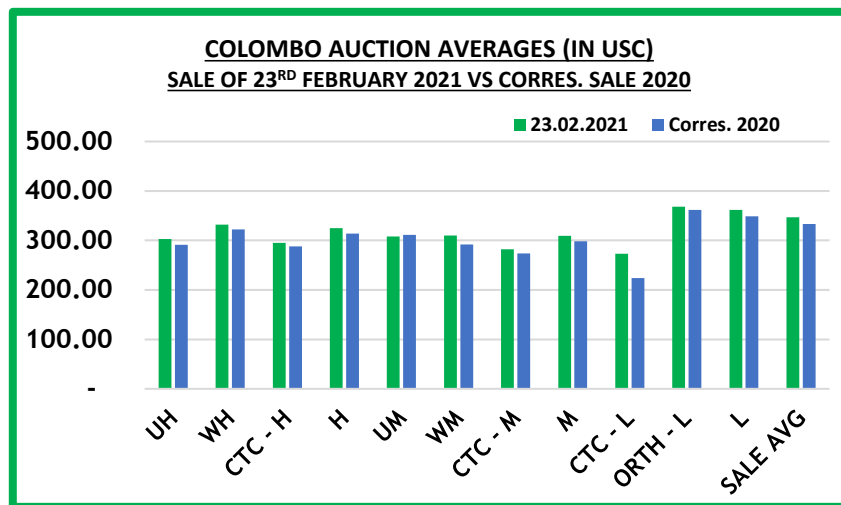 COLOMBO AUCTION AVERAGES (IN USC)
SALE OF 23RD FEBRUARY 2021 VS CORRES. SALE 2020
23.02.2021 Corres. 2020
500.00
400.00
300.00
200.00
100.00
-
UH WH CTC - H H UM WM CTC - M M CTC - L ORTH - L L SALE AVG